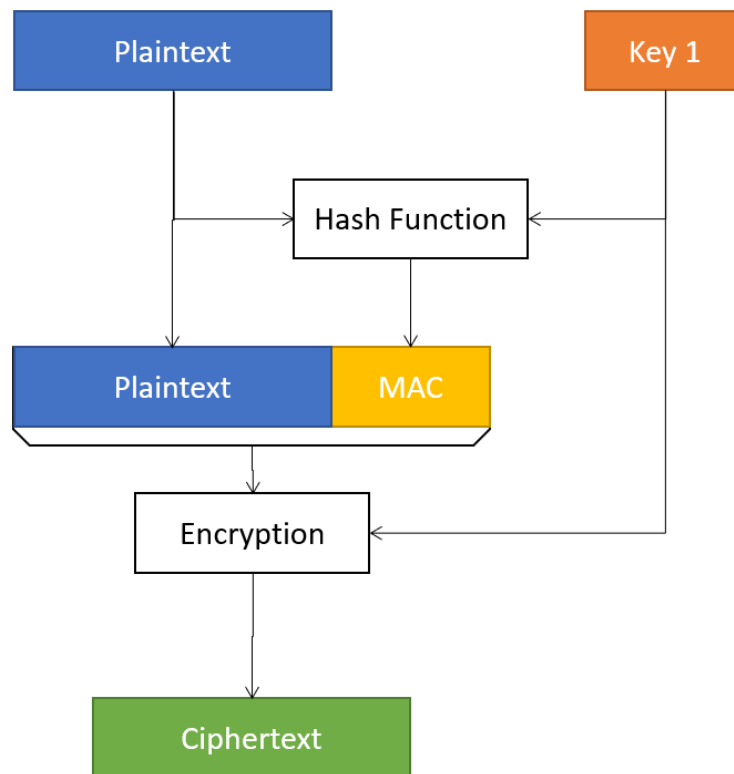 Plaintext
Key 1
Hash Function
Plaintext
MAC
Encryption
Ciphertext